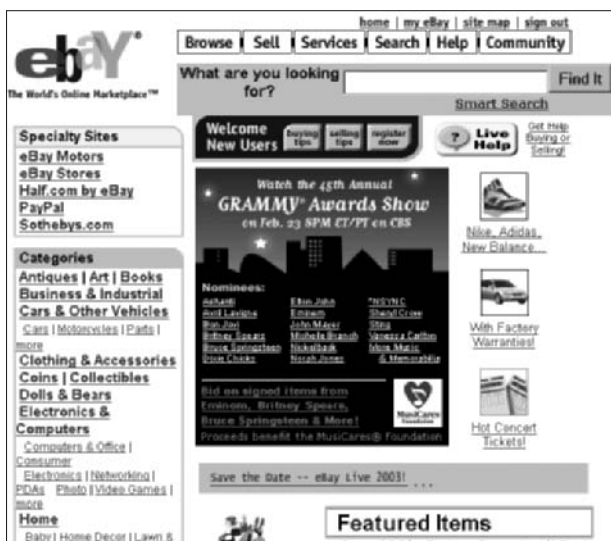 home | my eBay | site map | sign out
ebaY
The World's Online Marketplace™
Browse Sell Services Search Help Community
What are you looking
for?
Find It
Smart Search
Specialty Sites
eBay Motors
eBay Stores
Half.com by eBay
PayPal
Sothebys.com
Categories
Antiques | Art | Books
Business & Industrial
Cars & Other Vehicles
Cars | Motorcycles | Parts |
more
Clothing & Accessories
Coins | Collectibles
Dolls & Bears
Electronics &
Computers
Computers & Office |
Consumer
Electronics | Networking |
PDAs Photo | Video Games |
more
Home
Baby | Home Decor | Lawn &
Welcome
New Users
buying
tips
selling
tips
register
now
Watch the 45th Annual
GRAMMY® Awards Show
on Feb. 23 8PM ET/PT on CBS
Nominees:
Ashanti
Avril Lavigne
Bon Jovi
Britney Spears
Bruce Springsteen
Dixie Chicks
Elton John
Eminem
John Mayer
Michelle Branch
Nickelback
Norah Jones
*NSYNC
Sheryl Crow
Sting
Vanessa Carlton
More Music
& Memorabilia
Bid on signed items from
Eminem, Britney Spears,
Bruce Springsteen & More!
Proceeds benefit the MusiCares® Foundation
MusiCares
Foundation
Save the Date -- eBay Live 2003! ...
Featured Items
?
Live
Help
Get Help
Buying or
Selling!
Nike, Adidas,
New Balance...
With Factory
Warranties!
Hot Concert
Tickets!